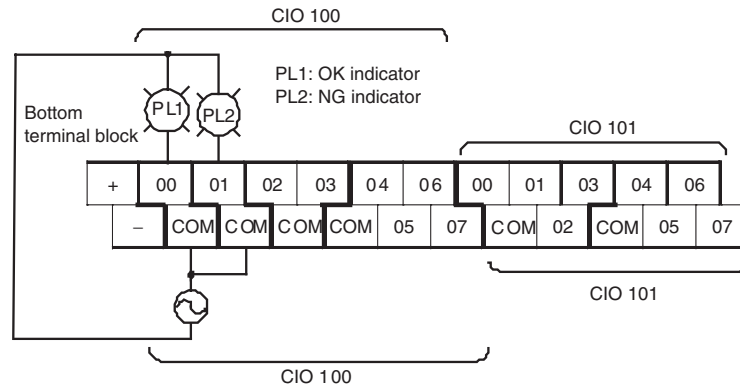 CIO 100
PL1: OK indicator
PL2: NG indicator
PL1
PL2
Bottom
terminal block
CIO 101
+ 00 01 02 03 04 06 00 01 03 04 06
− COM COM COM COM 05 07 COM 02 COM 05 07
CIO 101
CIO 100